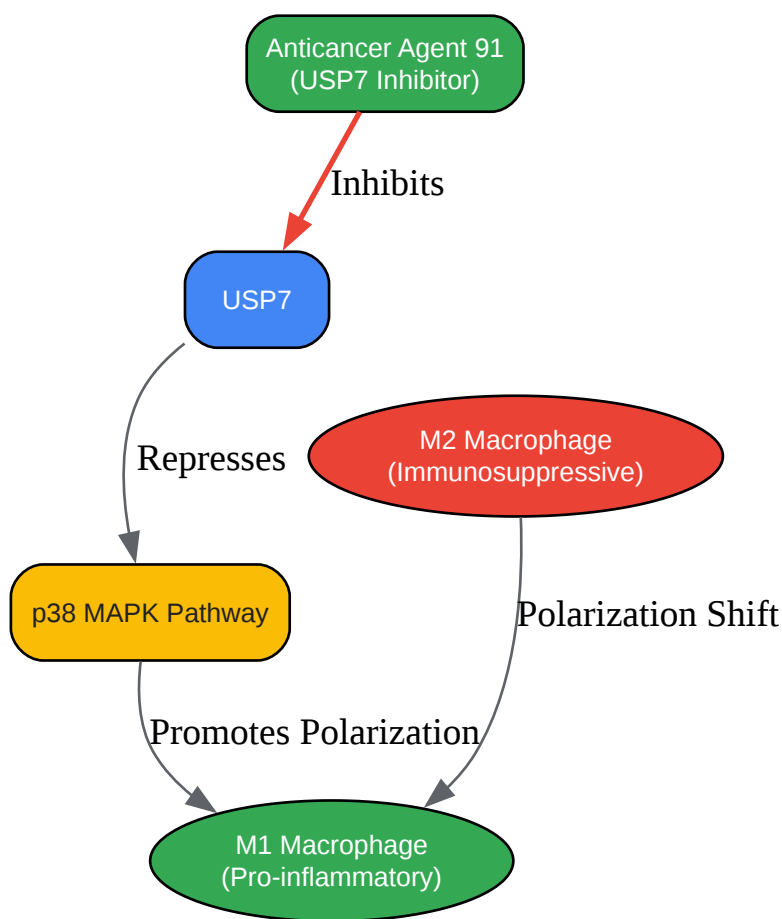 Anticancer Agent 91
(USP7 Inhibitor)
Inhibits
USP7
M2 Macrophage
(Immunosuppressive)
Represses
p38 MAPK Pathway
Polarization Shift
Promotes Polarization
M1 Macrophage
(Pro-inflammatory)